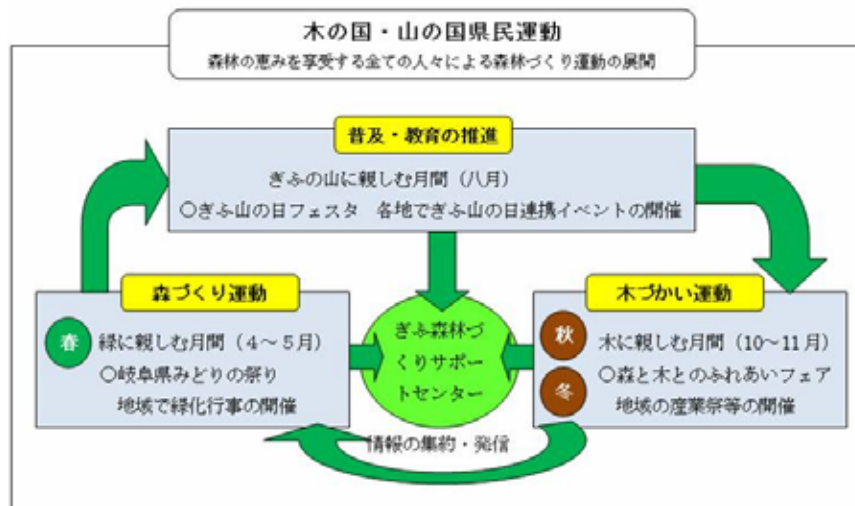 木の国・山の国県民運動
森林の恵みを享受する全ての人々による森林づくり運動の展開
普及・教育の推進
ぎふの山に親しむ月間（八月）
○ぎふ山の日フェスタ　各地でぎふ山の日連携イベントの開催
森づくり運動
春
緑に親しむ月間（４～５月）
○岐阜県みどりの祭り
地域で緑化行事の開催
ぎふ森林づ
くりサポー
トセンター
木づかい運動
秋
冬
木に親しむ月間（10～11月）
○森と木とのふれあいフェア
地域の産業祭等の開催
情報の集約・発信